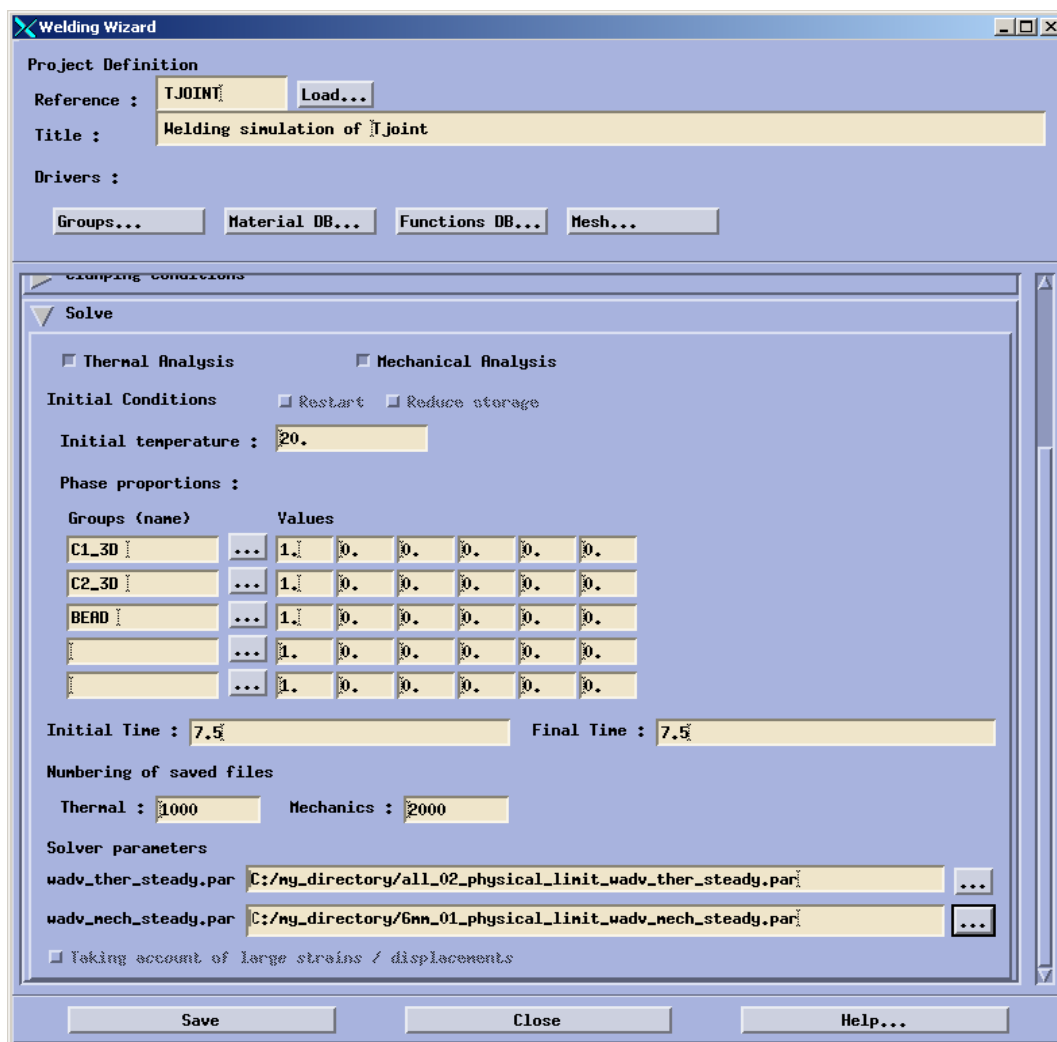 Welding Wizard
Project Definition
Reference : TJOINT Load...
Title : Welding simulation of Tjoint
Drivers :
Groups... Material DB... Functions DB... Mesh...
Clamping conditions
Solve
Thermal Analysis Mechanical Analysis
Initial Conditions Restart Reduce storage
Initial temperature : 20.
Phase proportions :
Groups (name) Values
C1_3D ... 1. 0. 0. 0. 0. 0.
C2_3D ... 1. 0. 0. 0. 0. 0.
BEAD ... 1. 0. 0. 0. 0. 0.
... 1. 0. 0. 0. 0. 0.
... 1. 0. 0. 0. 0. 0.
Initial Time : 7.5 Final Time : 7.5
Numbering of saved files
Thermal : 1000 Mechanics : 2000
Solver parameters
wadv_ther_steady.par C:/my_directory/all_02_physical_limit_wadv_ther_steady.par ...
wadv_mech_steady.par C:/my_directory/6mm_01_physical_limit_wadv_mech_steady.par ...
Taking account of large strains / displacements
Save Close Help...